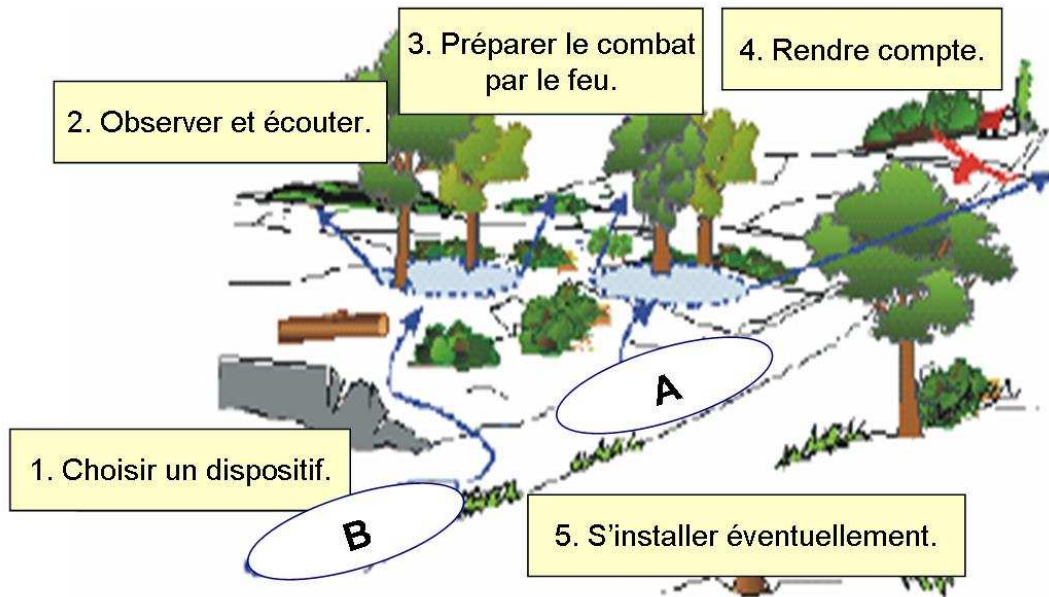 1. Choisir un dispositif.
2. Observer et écouter.
3. Préparer le combat
par le feu.
4. Rendre compte.
5. S'installer éventuellement.
A
B